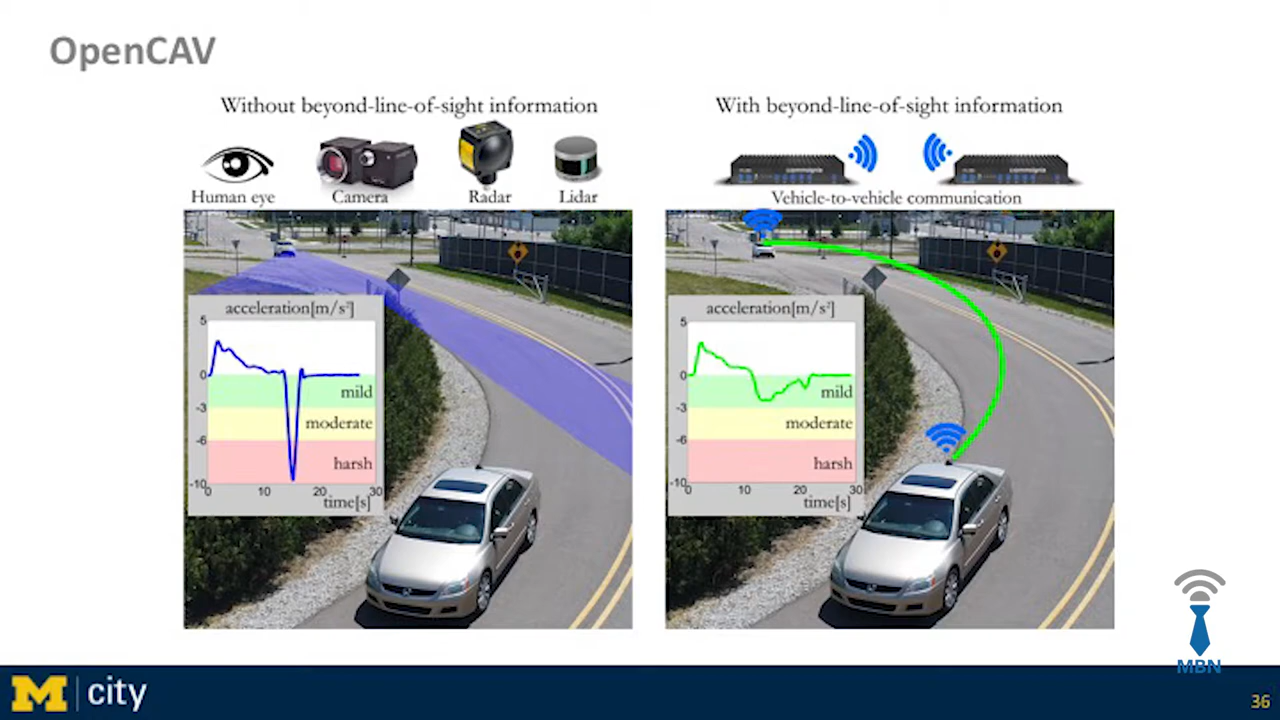 OpenCAV
Without beyond-line-of-sight information
Human eye
Camera
Radar
Lidar
acceleration[m/s²]
5
0
-3
-6
-10
mild
moderate
harsh
0
10
20
30
time[s]
With beyond-line-of-sight information
commsignia
commsignia
Vehicle-to-vehicle communication
acceleration[m/s²]
5
0
-3
-6
-10
mild
moderate
harsh
0
10
20
30
time[s]
MBN
M city
36